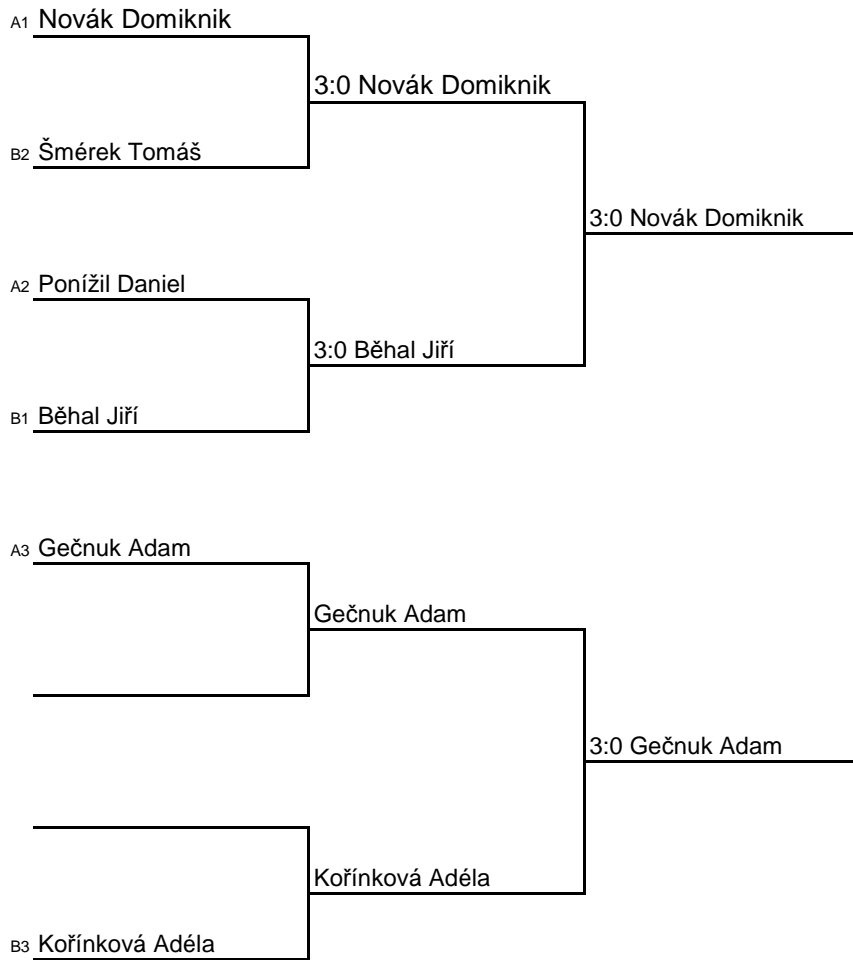 A1 Novák Domiknik
3:0 Novák Domiknik
B2 Šmérek Tomáš
3:0 Novák Domiknik
A2 Ponížil Daniel
3:0 Běhal Jiří
B1 Běhal Jiří
A3 Gečnuk Adam
Gečnuk Adam
3:0 Gečnuk Adam
Kořínková Adéla
B3 Kořínková Adéla